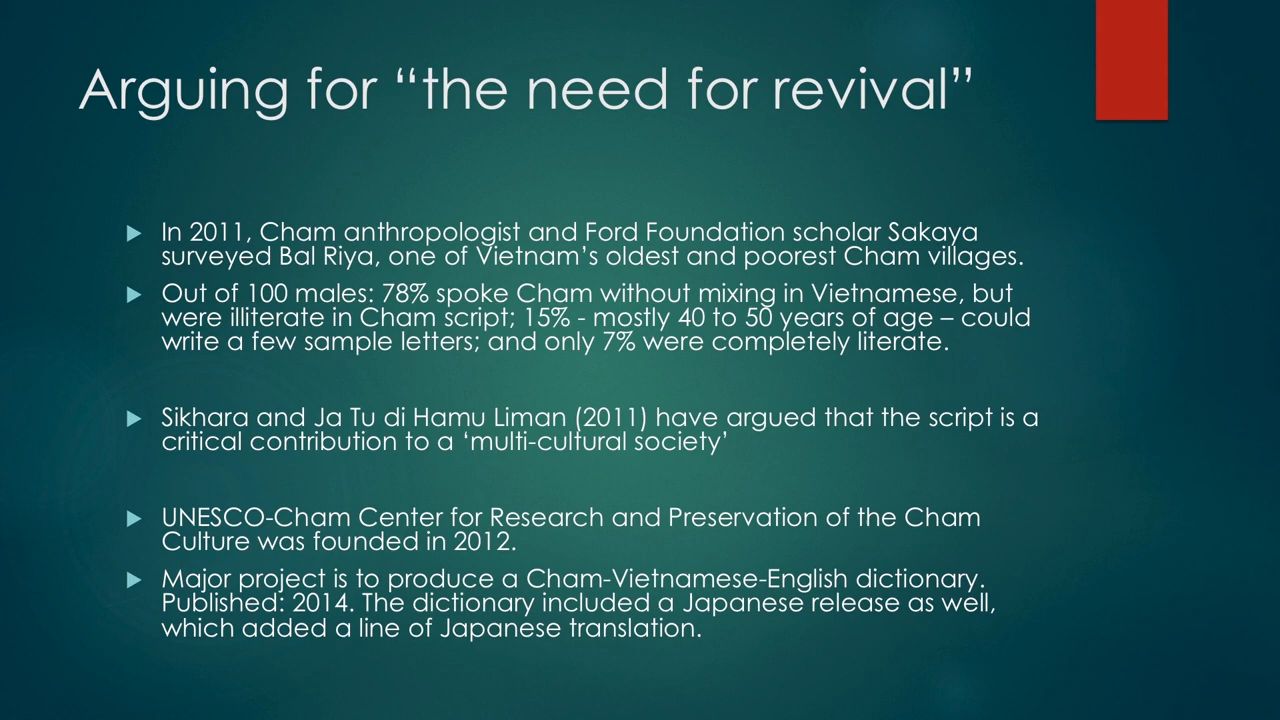 Arguing for “the need for revival”
In 2011, Cham anthropologist and Ford Foundation scholar Sakaya
surveyed Bal Riya, one of Vietnam’s oldest and poorest Cham villages.
Out of 100 males: 78% spoke Cham without mixing in Vietnamese, but
were illiterate in Cham script; 15% - mostly 40 to 50 years of age – could
write a few sample letters; and only 7% were completely literate.
Sikhara and Ja Tu di Hamu Liman (2011) have argued that the script is a
critical contribution to a ‘multi-cultural society’
UNESCO-Cham Center for Research and Preservation of the Cham
Culture was founded in 2012.
Major project is to produce a Cham-Vietnamese-English dictionary.
Published: 2014. The dictionary included a Japanese release as well,
which added a line of Japanese translation.